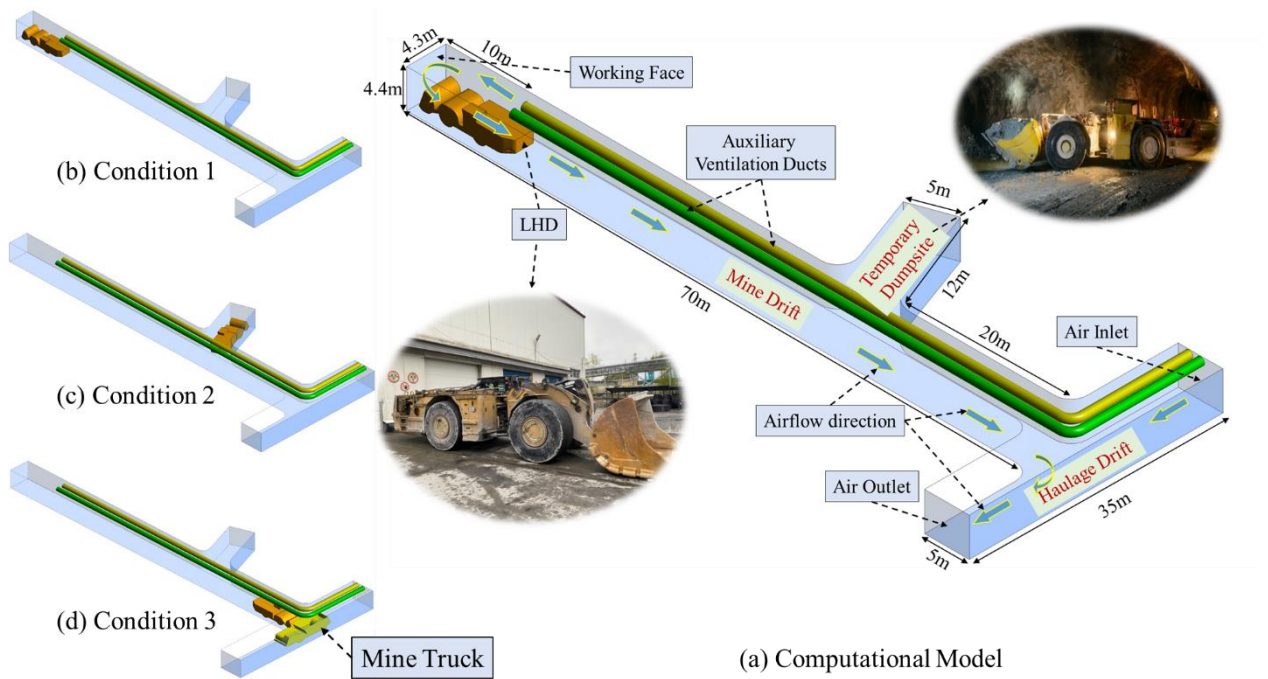 (b) Condition 1
(c) Condition 2
(d) Condition 3
Mine Truck
4.3m
10m
4.4m
Working Face
Auxiliary
Ventilation Ducts
LHD
5m
Temporary
Dumpsite
12m
Mine Drift
70m
20m
Air Inlet
Airflow direction
Air Outlet
Haulage Drift
35m
5m
(a) Computational Model